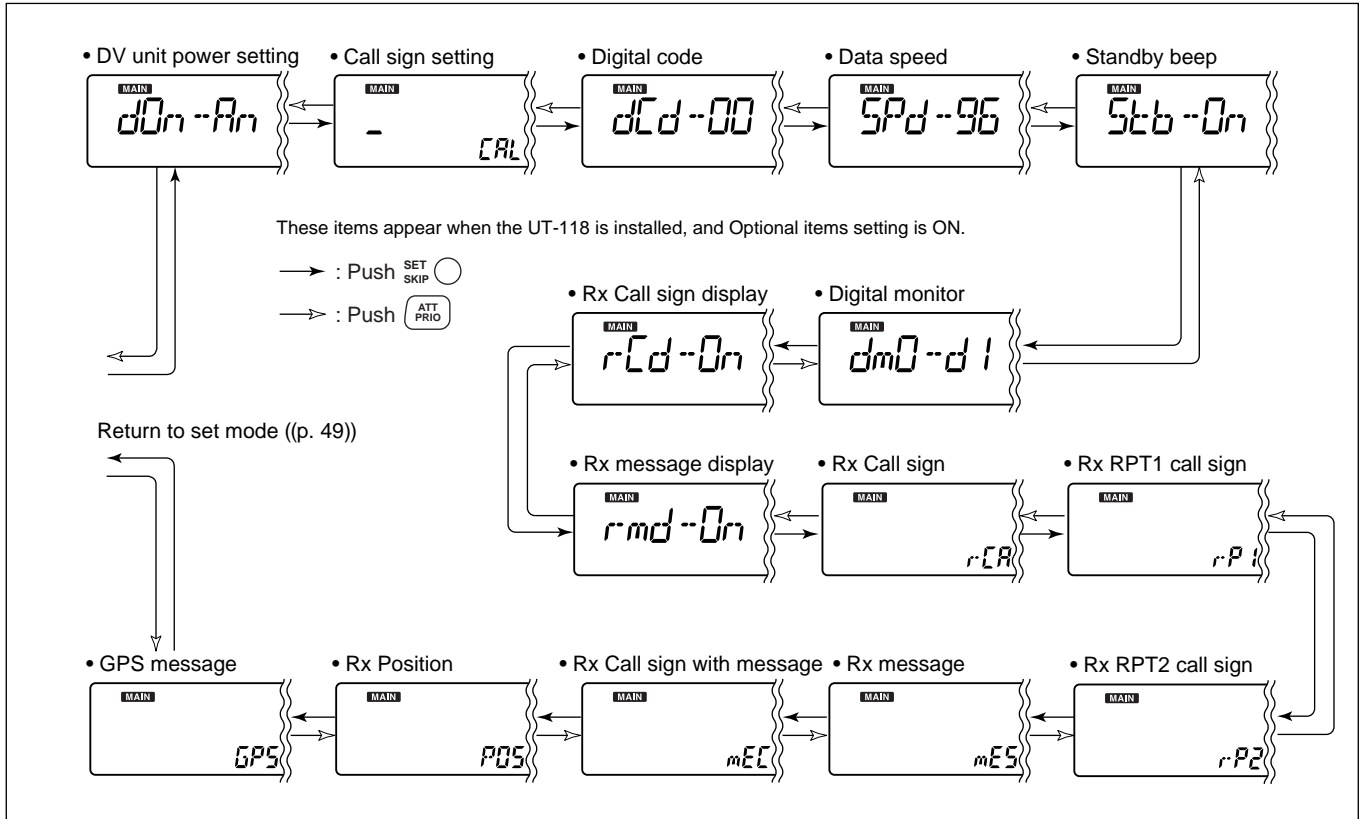 • DV unit power setting
• Call sign setting
• Digital code
• Data speed
• Standby beep
MAIN
dOn-An
MAIN
_
CAL
MAIN
dCd-00
MAIN
SPd-96
MAIN
Stb-On
These items appear when the UT-118 is installed, and Optional items setting is ON.
: Push SET SKIP
: Push ATT PRIO
• Rx Call sign display
• Digital monitor
MAIN
rCd-On
MAIN
dmO-d1
Return to set mode ((p. 49))
• Rx message display
• Rx Call sign
• Rx RPT1 call sign
MAIN
rmd-On
MAIN
rCA
MAIN
rP1
• GPS message
• Rx Position
• Rx Call sign with message
• Rx message
• Rx RPT2 call sign
MAIN
GPS
MAIN
POS
MAIN
mEC
MAIN
mES
MAIN
rP2